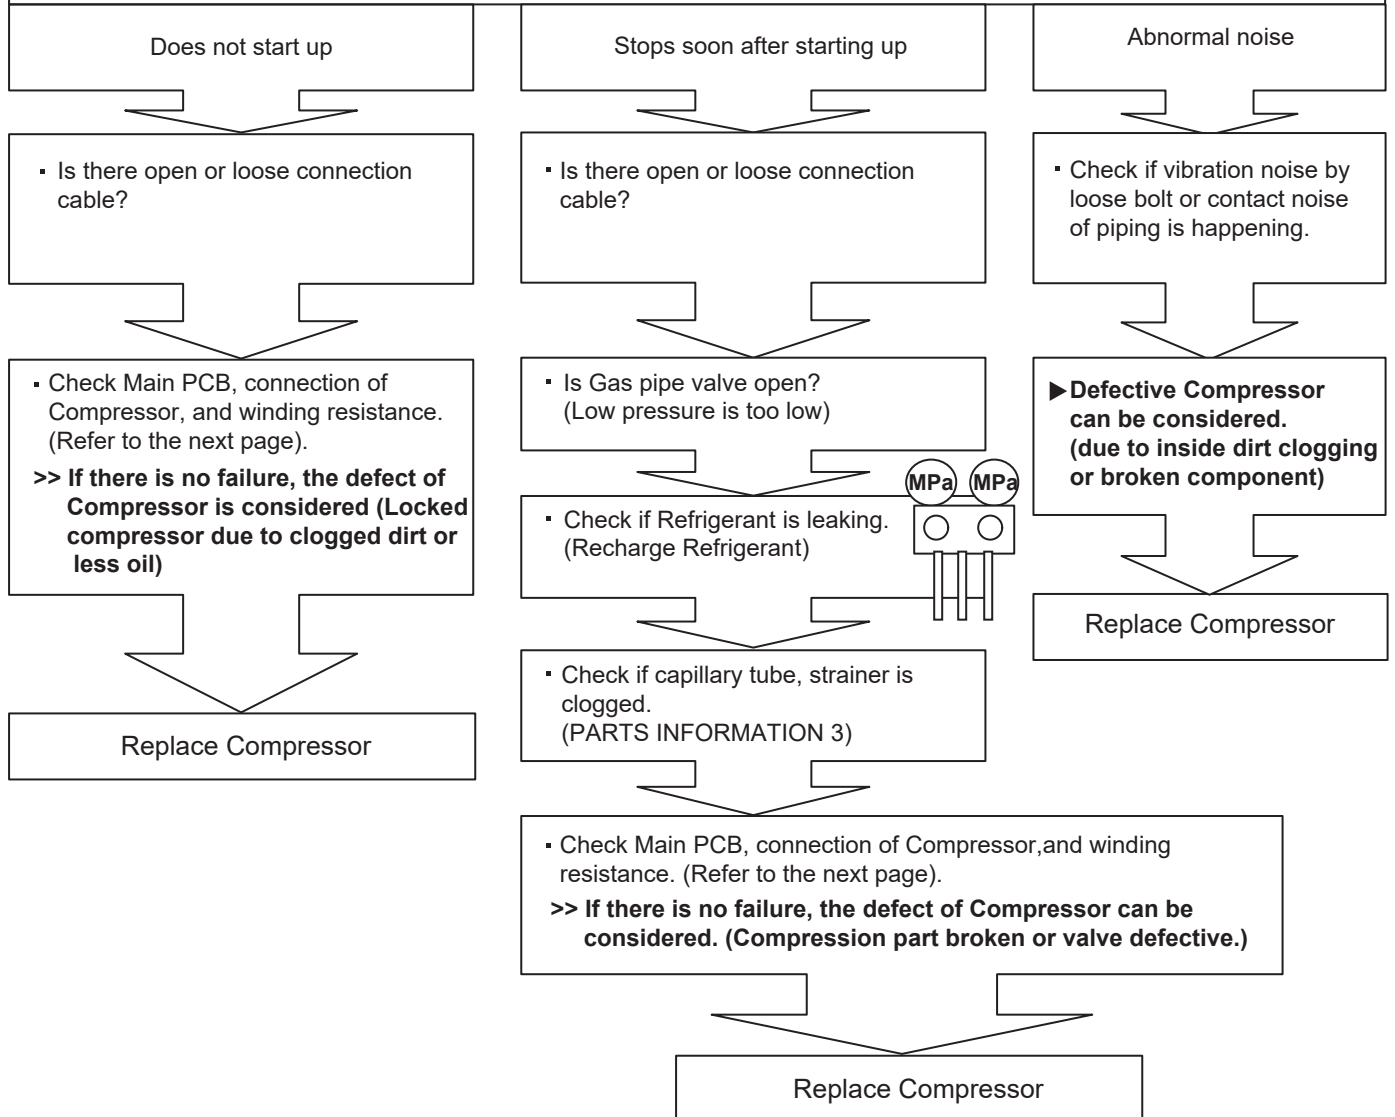 Does not start up
▪ Is there open or loose connection
cable?
▪ Check Main PCB, connection of
Compressor, and winding resistance.
(Refer to the next page).
>> If there is no failure, the defect of
Compressor is considered (Locked
compressor due to clogged dirt or
less oil)
Replace Compressor
Stops soon after starting up
▪ Is there open or loose connection
cable?
▪ Is Gas pipe valve open?
(Low pressure is too low)
▪ Check if Refrigerant is leaking.
(Recharge Refrigerant)
MPa MPa
▪ Check if capillary tube, strainer is
clogged.
(PARTS INFORMATION 3)
▪ Check Main PCB, connection of Compressor,and winding
resistance. (Refer to the next page).
>> If there is no failure, the defect of Compressor can be
considered. (Compression part broken or valve defective.)
Replace Compressor
Abnormal noise
▪ Check if vibration noise by
loose bolt or contact noise
of piping is happening.
▶Defective Compressor
can be considered.
(due to inside dirt clogging
or broken component)
Replace Compressor